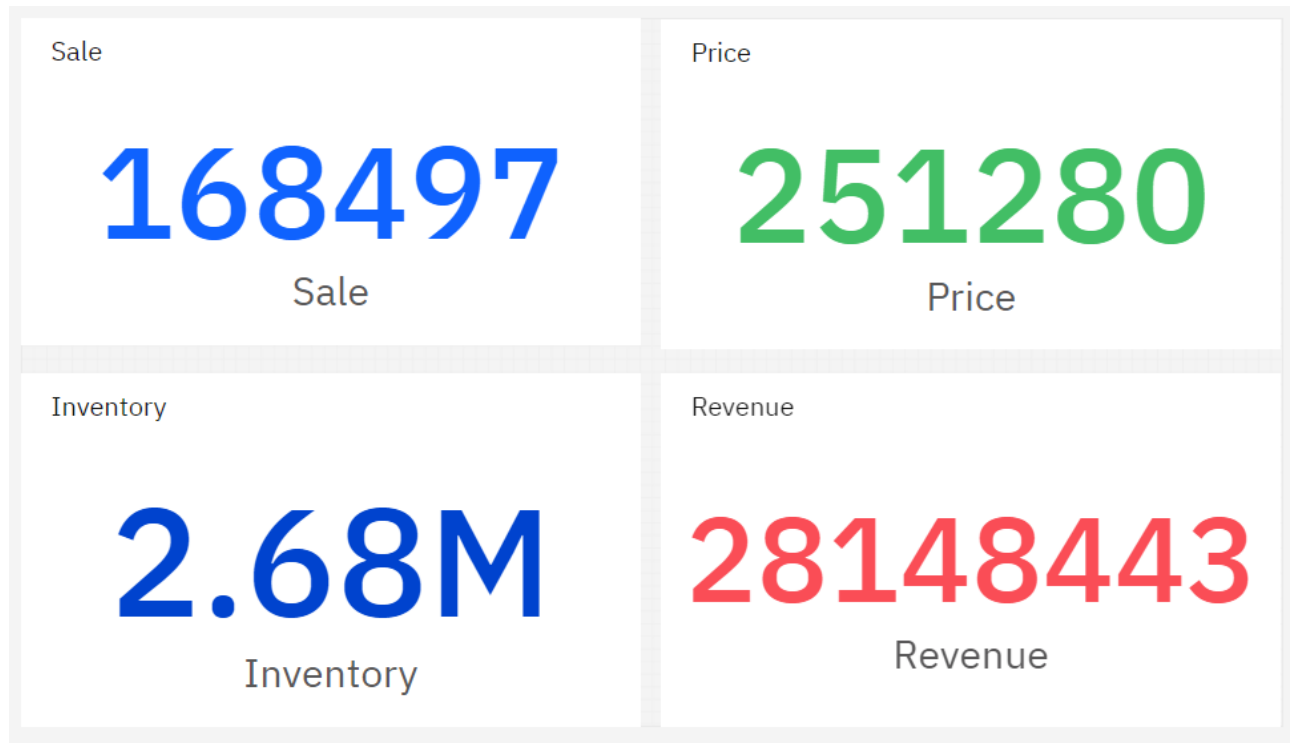 Sale
168497
Sale
Price
251280
Price
Inventory
2.68M
Inventory
Revenue
28148443
Revenue